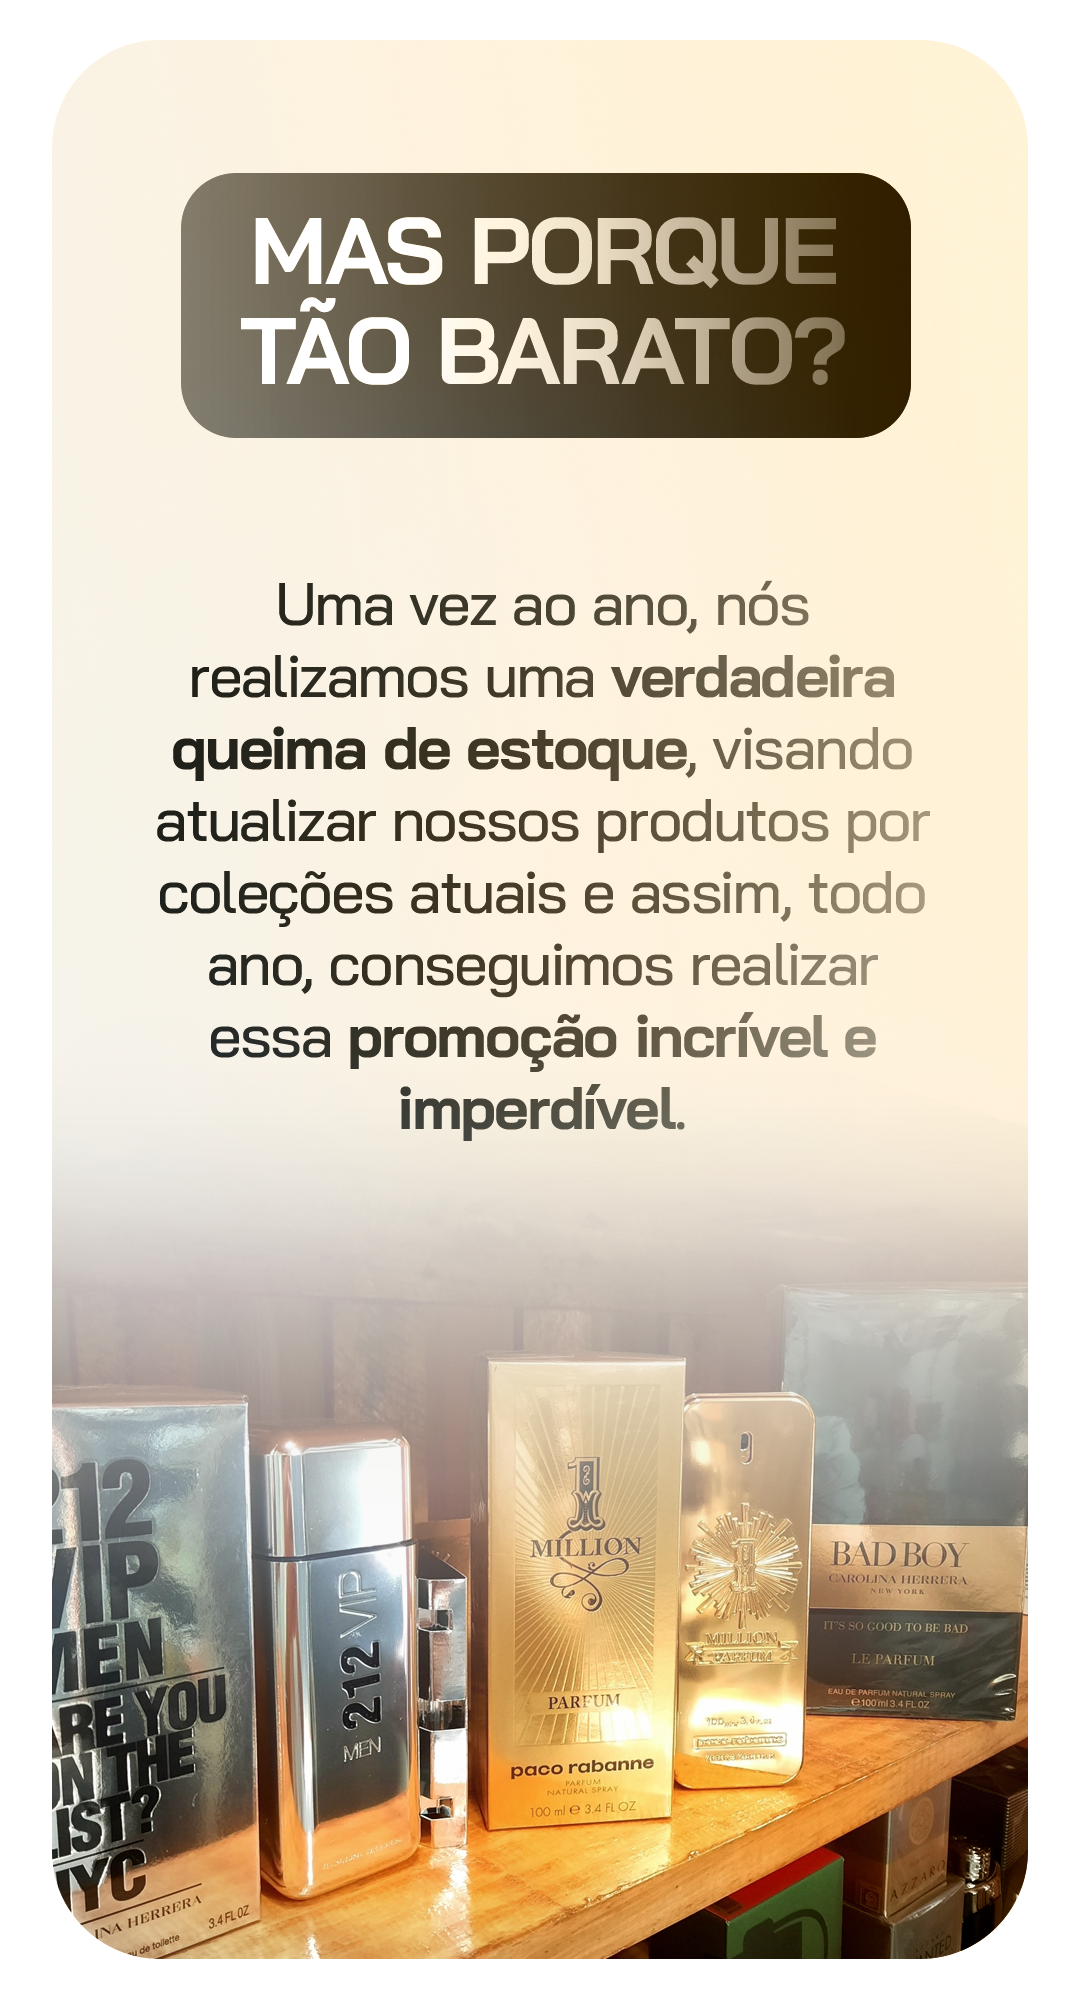 MAS PORQUE
TÃO BARATO?
Uma vez ao ano, nós
realizamos uma verdadeira
queima de estoque, visando
atualizar nossos produtos por
coleções atuais e assim, todo
ano, conseguimos realizar
essa promoção incrível e
imperdível.
212
VIP
MEN
ARE YOU
ON THE
LIST?
NYC
HERRERA
de toilette
3.4 FL OZ
212 VIP
MEN
1
MILLION
PARFUM
paco rabanne
PARFUM
NATURAL SPRAY
100 ml e 3.4 FL OZ
1
MILLION
PARFUM
BAD BOY
CAROLINA HERRERA
NEW YORK
IT'S SO GOOD TO BE BAD
LE PARFUM
EAU DE PARFUM NATURAL SPRAY
e 100 ml 3.4 FL OZ
AZZARO